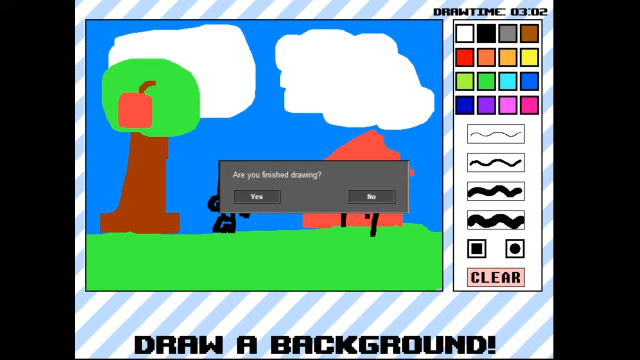 DRAWTIME 03:02
Are you finished drawing?
Yes No
CLEAR
DRAW A BACKGROUND!